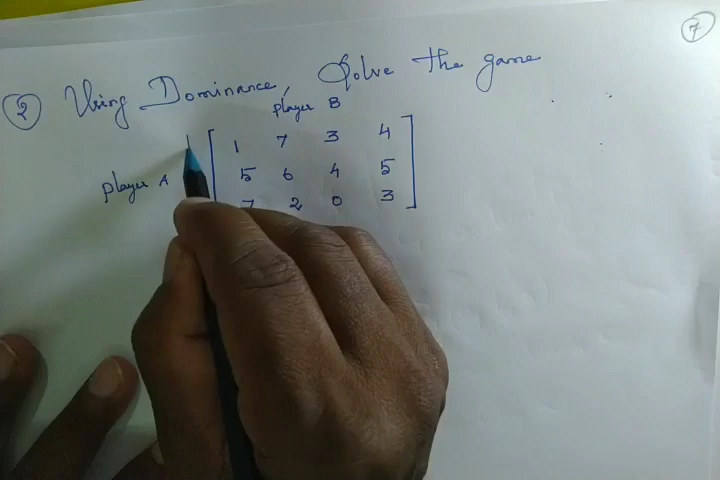 7
② Using Dominance, Solve the game
player B
1 7 3 4
player A 5 6 4 5
7 2 0 3